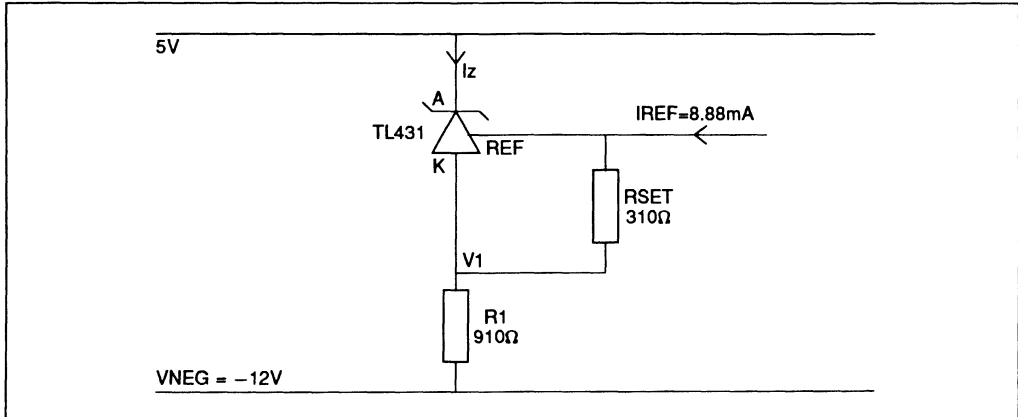 5V
Iz
A
TL431
REF
K
IREF=8.88mA
RSET
310Ω
V1
R1
910Ω
VNEG = −12V